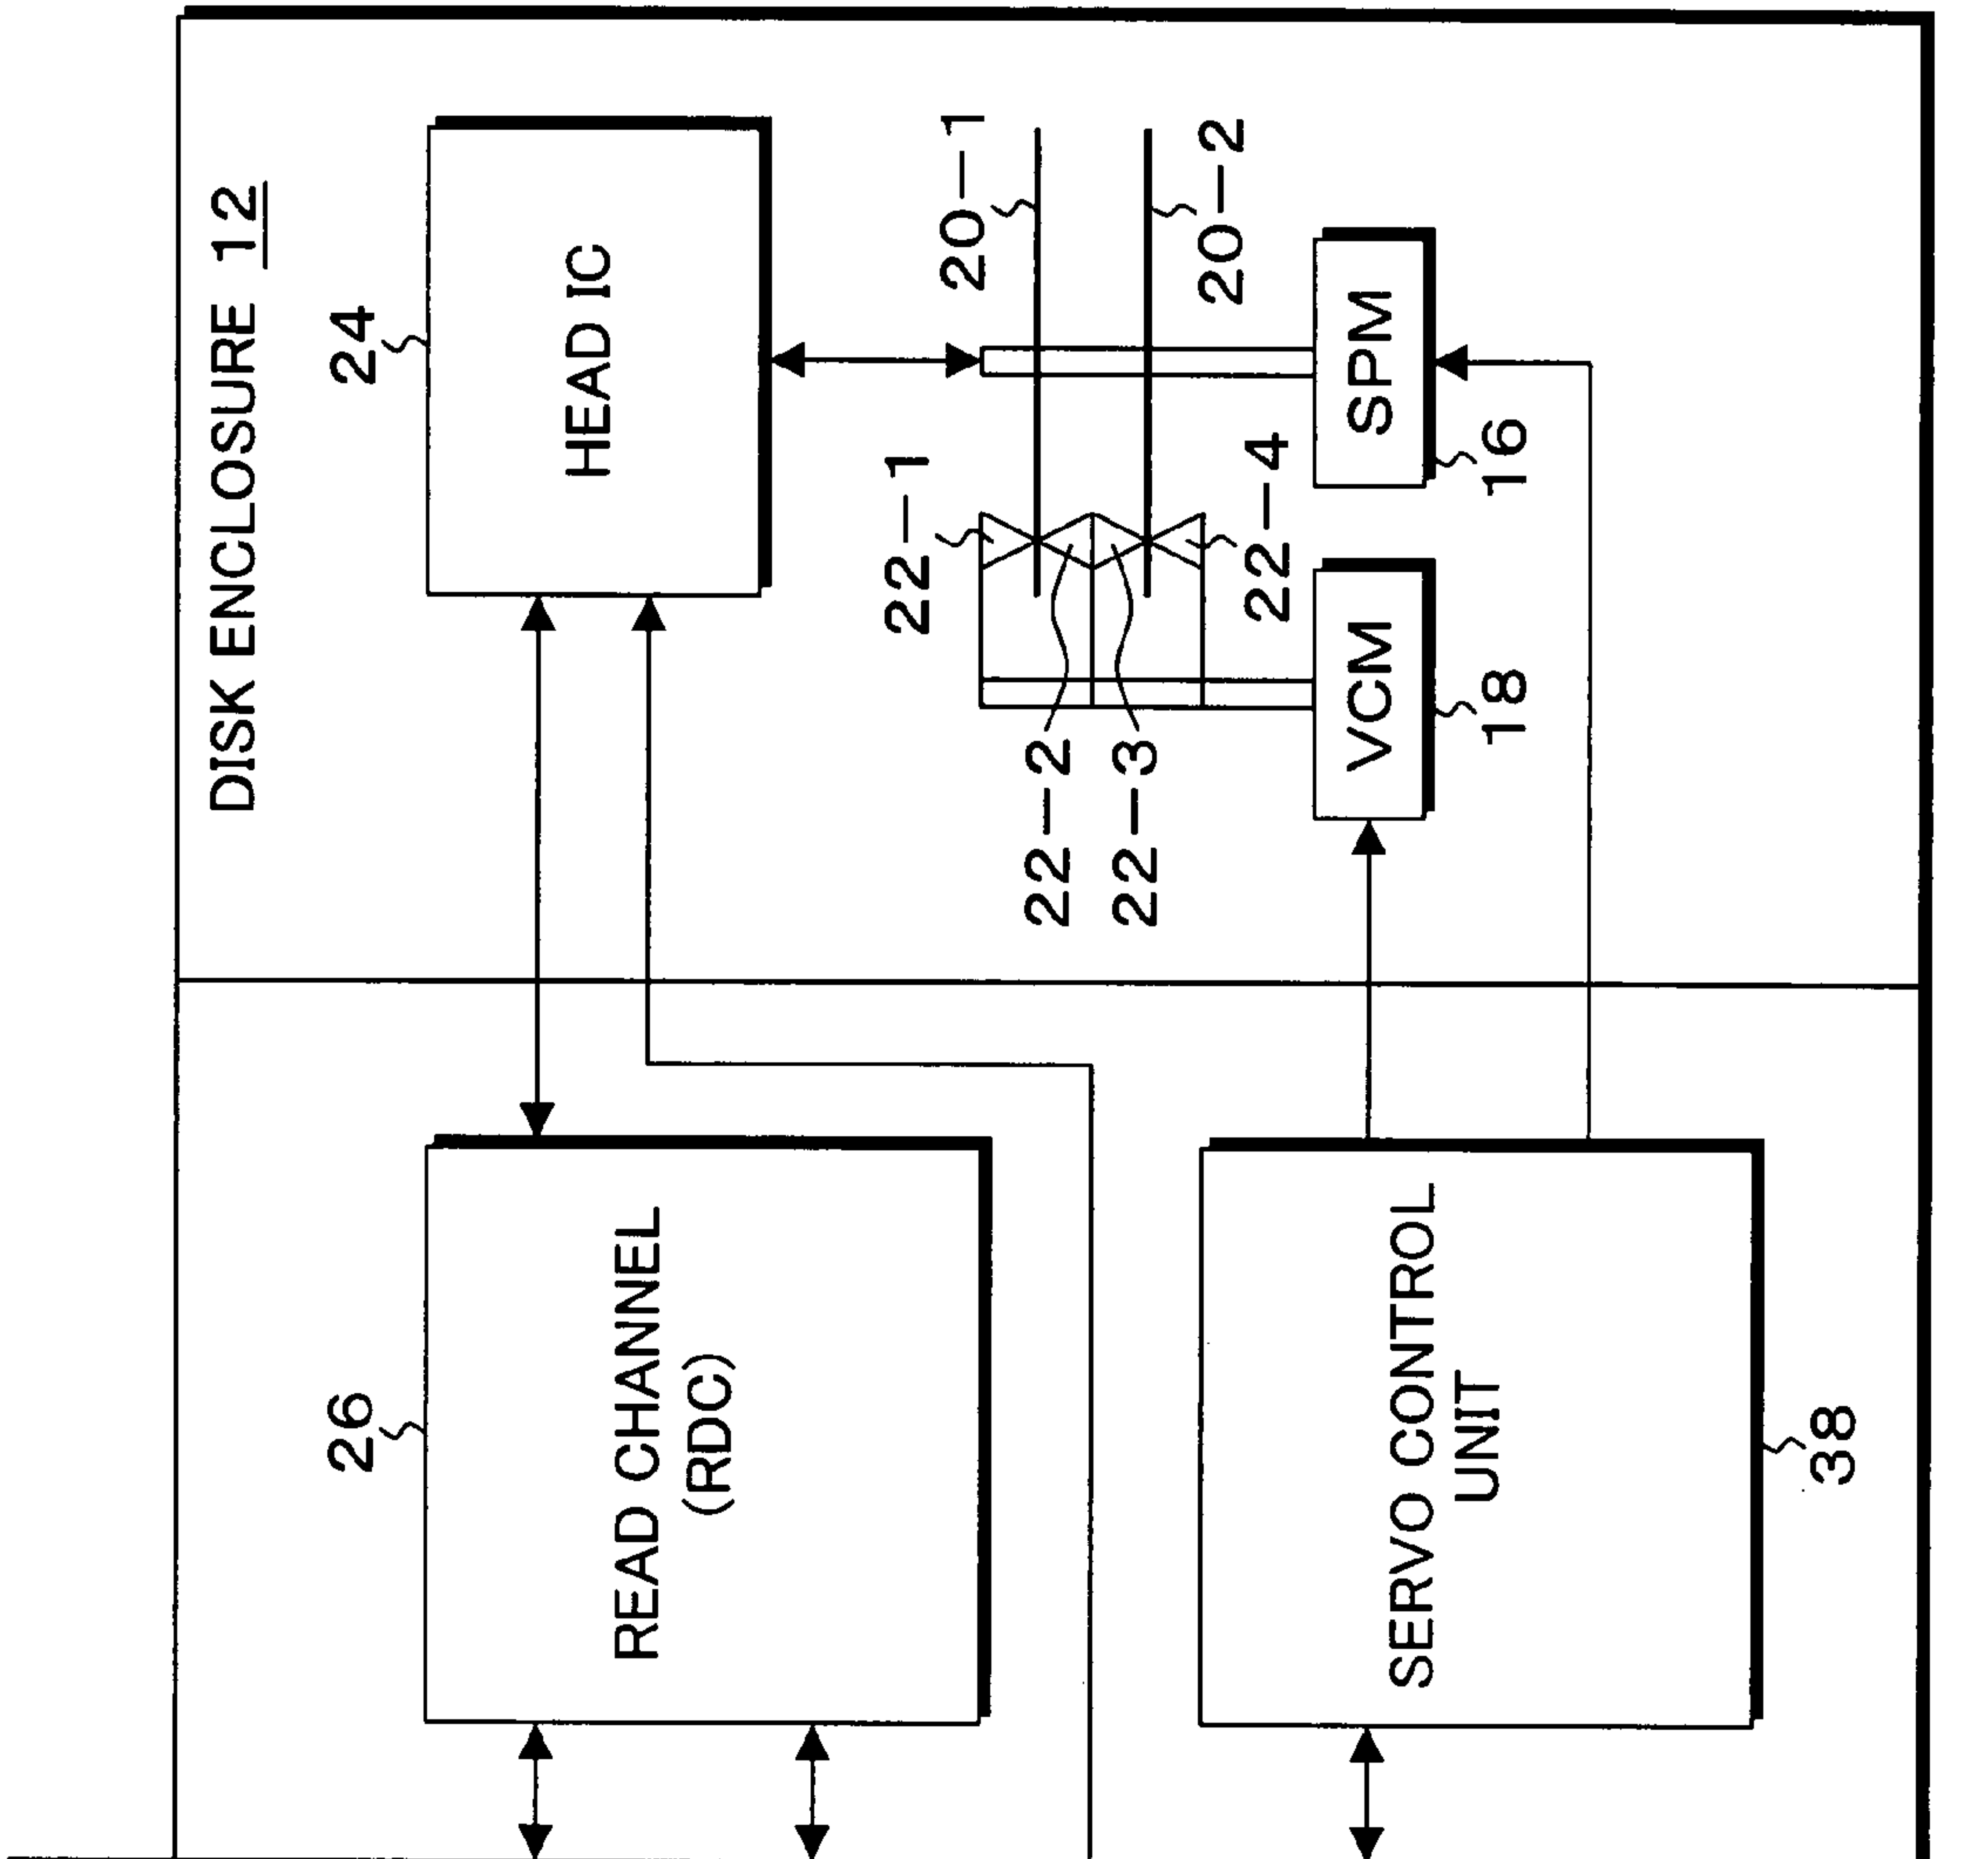 DISK ENCLOSURE 12
24
HEAD IC
20-1
20-2
22-1
22-2
22-3
22-4
SPM
16
VCM
18
26
READ CHANNEL
(RDC)
SERVO CONTROL
UNIT
38